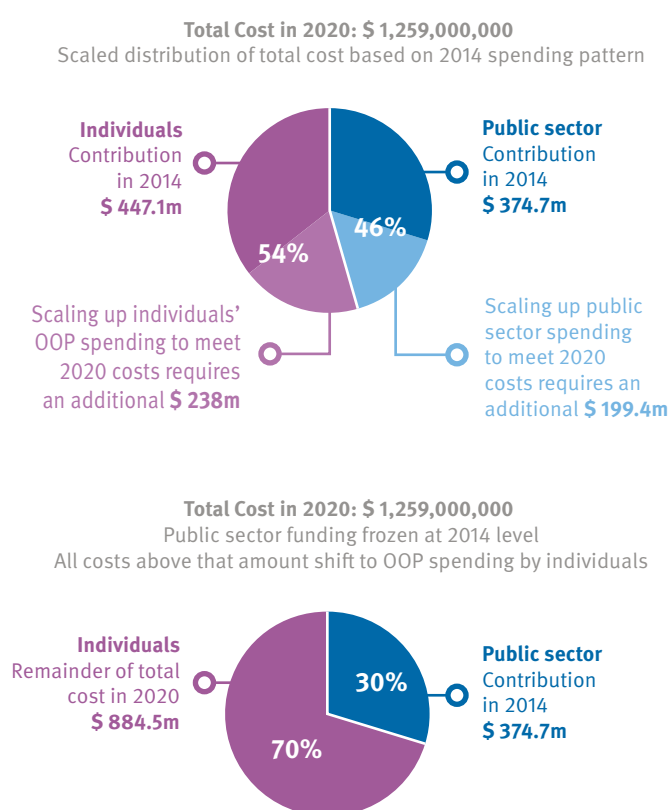 Total Cost in 2020: $ 1,259,000,000
Scaled distribution of total cost based on 2014 spending pattern
Individuals
Contribution
in 2014
$ 447.1m
Public sector
Contribution
in 2014
$ 374.7m
46%
54%
Scaling up individuals’
OOP spending to meet
2020 costs requires
an additional $ 238m
Scaling up public
sector spending
to meet 2020
costs requires an
additional $ 199.4m
Total Cost in 2020: $ 1,259,000,000
Public sector funding frozen at 2014 level
All costs above that amount shift to OOP spending by individuals
Individuals
Remainder of total
cost in 2020
$ 884.5m
Public sector
Contribution
in 2014
$ 374.7m
30%
70%